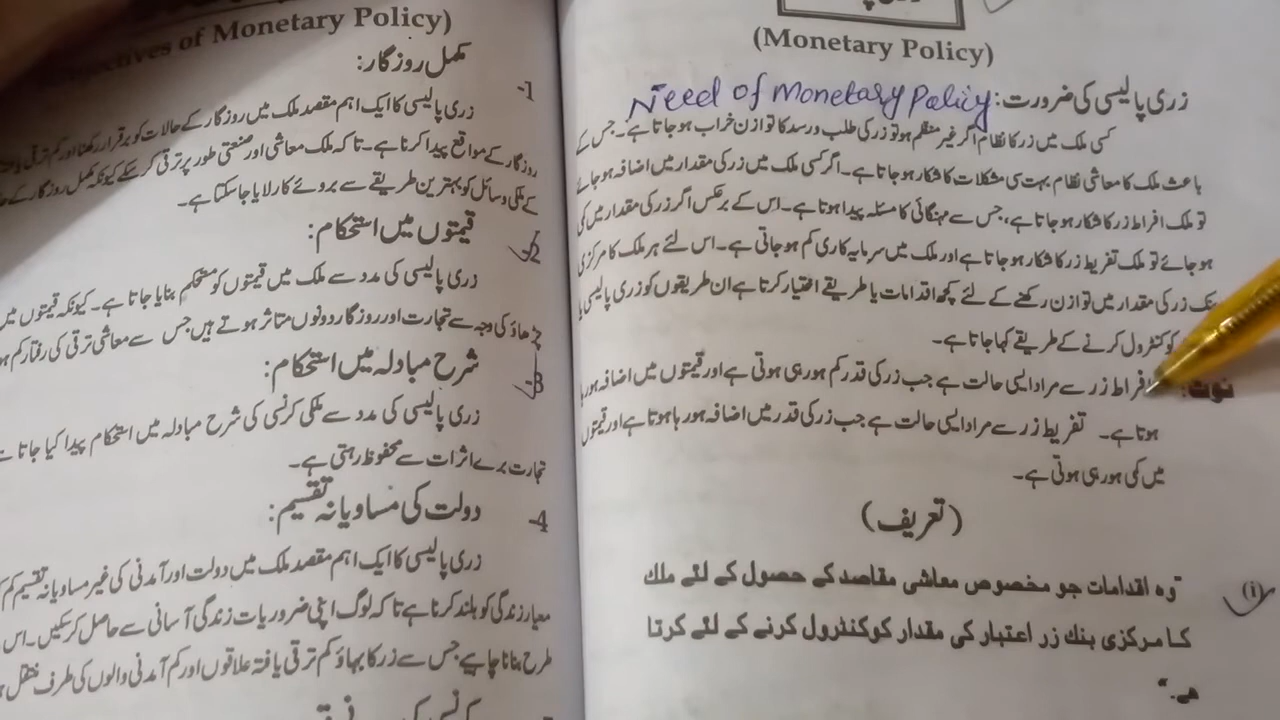 (Monetary Policy)
زری پالیسی کی ضرورت: Need of Monetary Policy
کسی ملک میں زر کا نظام اگر غیر منظم ہو تو زر کی طلب و رسد کا توازن خراب ہو جاتا ہے۔ جس کے
باعث ملک کا معاشی نظام بہت سی مشکلات کا شکار ہو جاتا ہے۔ اگر کسی ملک میں زر کی مقدار میں اضافہ ہو جائے
تو ملک افراط زر کا شکار ہو جاتا ہے، جس سے مہنگائی کا مسئلہ پیدا ہوتا ہے۔ اس کے برعکس اگر زر کی مقدار میں کمی
ہو جائے تو ملک تفریط زر کا شکار ہو جاتا ہے اور ملک میں سرمایہ کاری کم ہو جاتی ہے۔ اس لئے ہر ملک کا مرکزی
بنک زر کی مقدار میں توازن رکھنے کے لئے کچھ اقدامات یا طریقے اختیار کرتا ہے ان طریقوں کو زری پالیسی یا
کو کنٹرول کرنے کے طریقے کہا جاتا ہے۔
نوٹ: افراط زر سے مراد ایسی حالت ہے جب زر کی قدر کم ہو رہی ہوتی ہے اور قیمتوں میں اضافہ ہو رہا
ہوتا ہے۔ تفریط زر سے مراد ایسی حالت ہے جب زر کی قدر میں اضافہ ہو رہا ہوتا ہے اور قیمتوں
میں کمی ہو رہی ہوتی ہے۔
(تعریف)
(i) "وہ اقدامات جو مخصوص معاشی مقاصد کے حصول کے لئے ملک
کا مرکزی بنک زر اعتبار کی مقدار کو کنٹرول کرنے کے لئے کرتا
ہے۔"
of Monetary Policy)
1- مکمل روزگار:
زری پالیسی کا ایک اہم مقصد ملک میں روزگار کے حالات کو برقرار رکھنا اور کم ترقی
روزگار کے مواقع پیدا کرنا ہے۔ تاکہ ملک معاشی اور صنعتی طور پر ترقی کر سکے کیونکہ مکمل روزگار کے
کے ملکی وسائل کو بہترین طریقے سے بروئے کار لایا جا سکتا ہے۔
2- قیمتوں میں استحکام:
زری پالیسی کی مدد سے ملک میں قیمتوں کو مستحکم بنایا جاتا ہے۔ کیونکہ قیمتوں میں
چڑھاؤ کی وجہ سے تجارت اور روزگار دونوں متاثر ہوتے ہیں جس سے معاشی ترقی کی رفتار کم
3- شرح مبادلہ میں استحکام:
زری پالیسی کی مدد سے ملکی کرنسی کی شرح مبادلہ میں استحکام پیدا کیا جاتا
تجارت برے اثرات سے محفوظ رہتی ہے۔
4- دولت کی مساویانہ تقسیم:
زری پالیسی کا ایک اہم مقصد ملک میں دولت اور آمدنی کی غیر مساویانہ تقسیم کم
معیار زندگی کو بلند کرنا ہے تاکہ لوگ اپنی ضروریات زندگی آسانی سے حاصل کر سکیں۔ اس
طرح بنانا چاہیے جس سے زر کا بہاؤ کم ترقی یافتہ علاقوں اور کم آمدنی والوں کی طرف منتقل